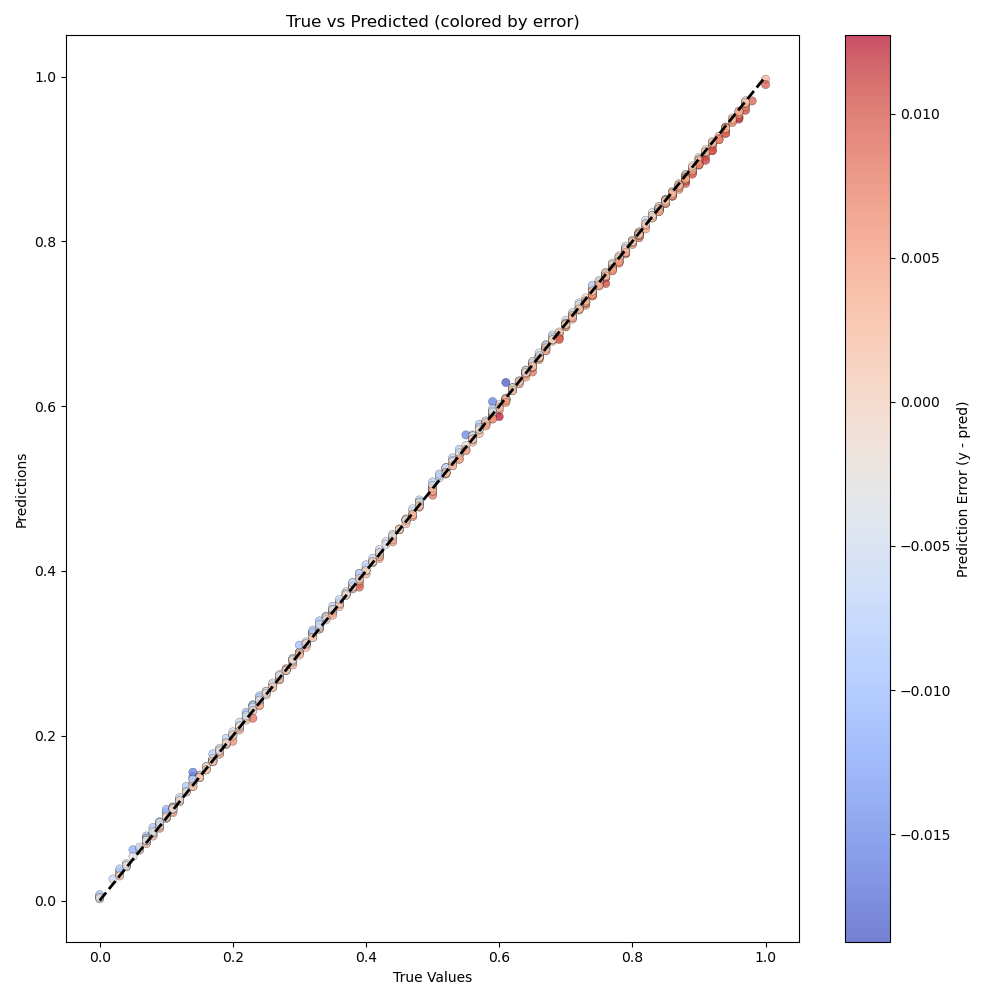 True vs Predicted (colored by error)
1.0
0.8
0.6
0.4
0.2
0.0
Predictions
0.0 0.2 0.4 0.6 0.8 1.0
True Values
0.010
0.005
0.000
−0.005
−0.010
−0.015
Prediction Error (y - pred)